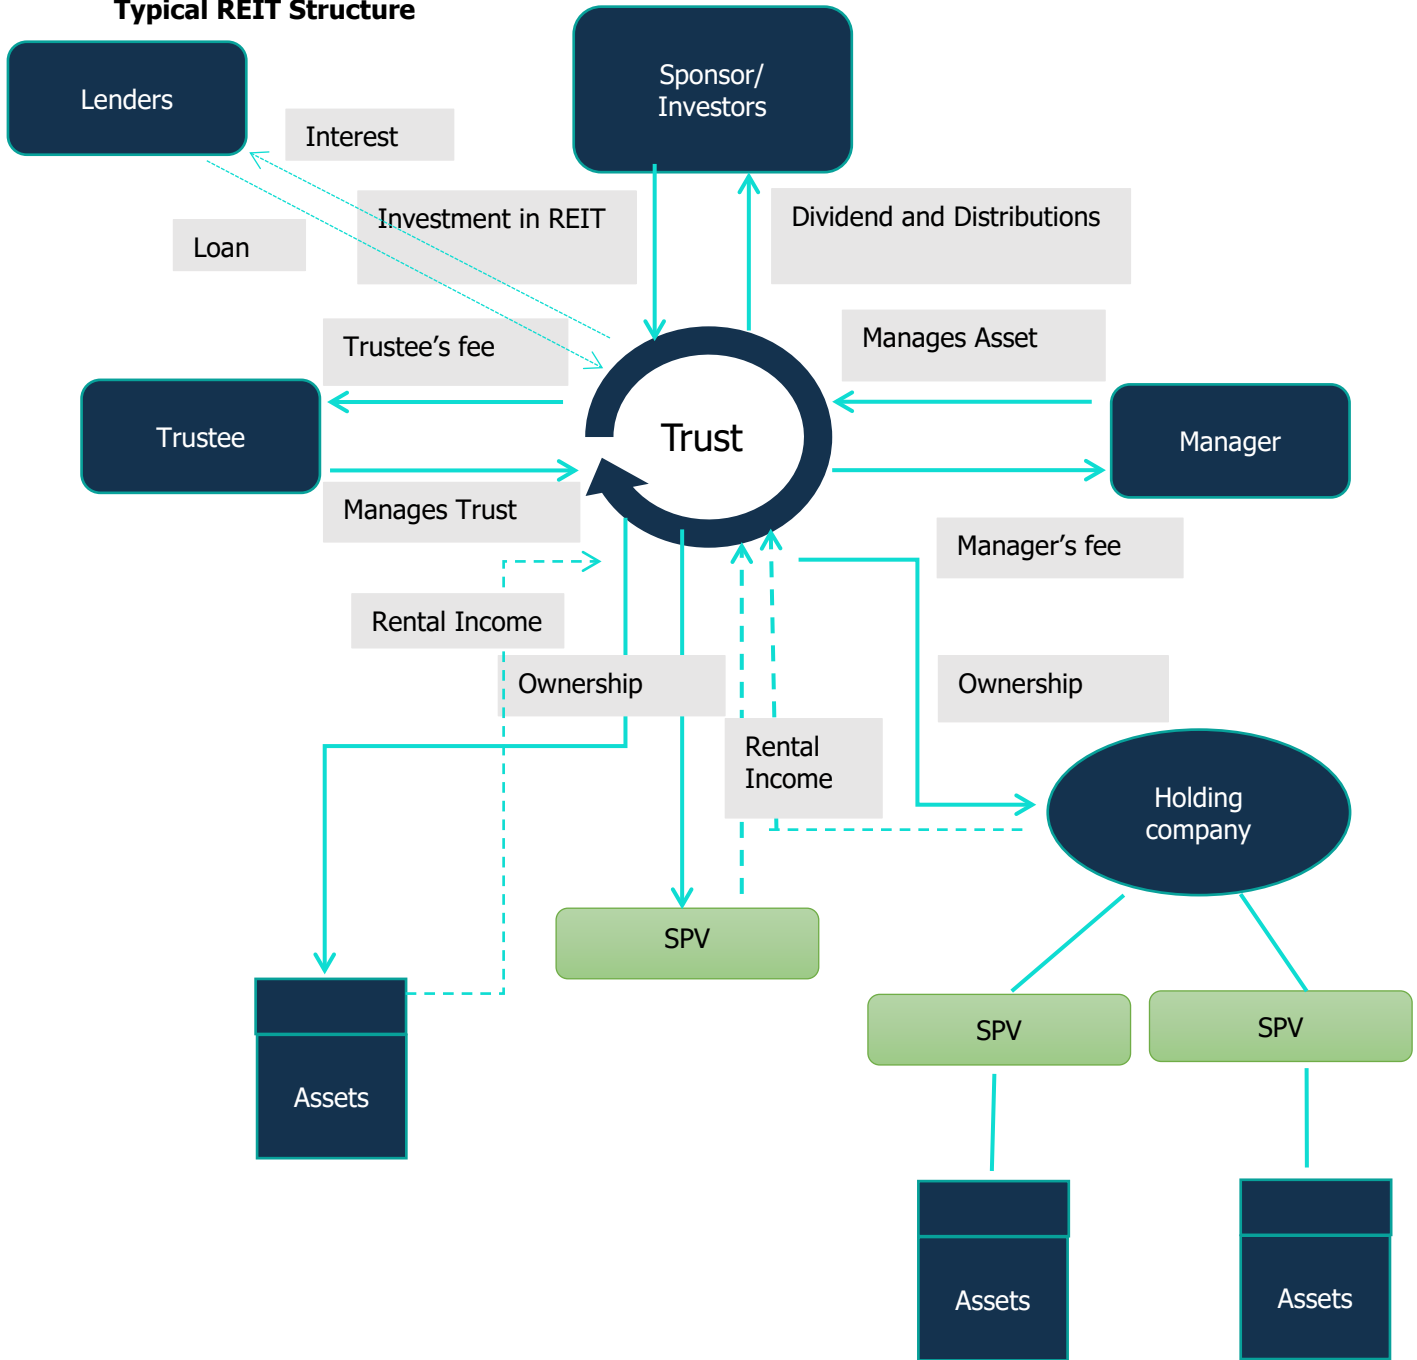 Typical REIT Structure
Lenders
Sponsor/
Investors
Interest
Investment in REIT
Dividend and Distributions
Loan
Trustee’s fee
Manages Asset
Trustee
Trust
Manager
Manages Trust
Manager’s fee
Rental Income
Ownership
Ownership
Rental
Income
Holding
company
SPV
SPV
SPV
Assets
Assets
Assets